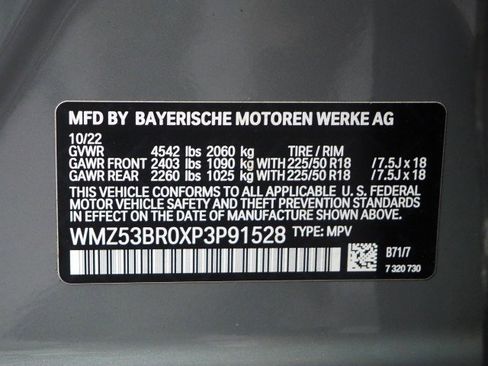 MFD BY BAYERISCHE MOTOREN WERKE AG
10/22
GVWR 4542 lbs 2060 kg TIRE / RIM
GAWR FRONT 2403 lbs 1090 kg WITH 225/50 R18 /7.5J x 18
GAWR REAR 2260 lbs 1025 kg WITH 225/50 R18 /7.5J x 18
THIS VEHICLE CONFORMS TO ALL APPLICABLE U. S. FEDERAL
MOTOR VEHICLE SAFETY AND THEFT PREVENTION
STANDARDS IN EFFECT ON THE DATE OF MANUFACTURE
SHOWN ABOVE.
WMZ53BR0XP3P91528 TYPE: MPV
B71/7
7 320 730